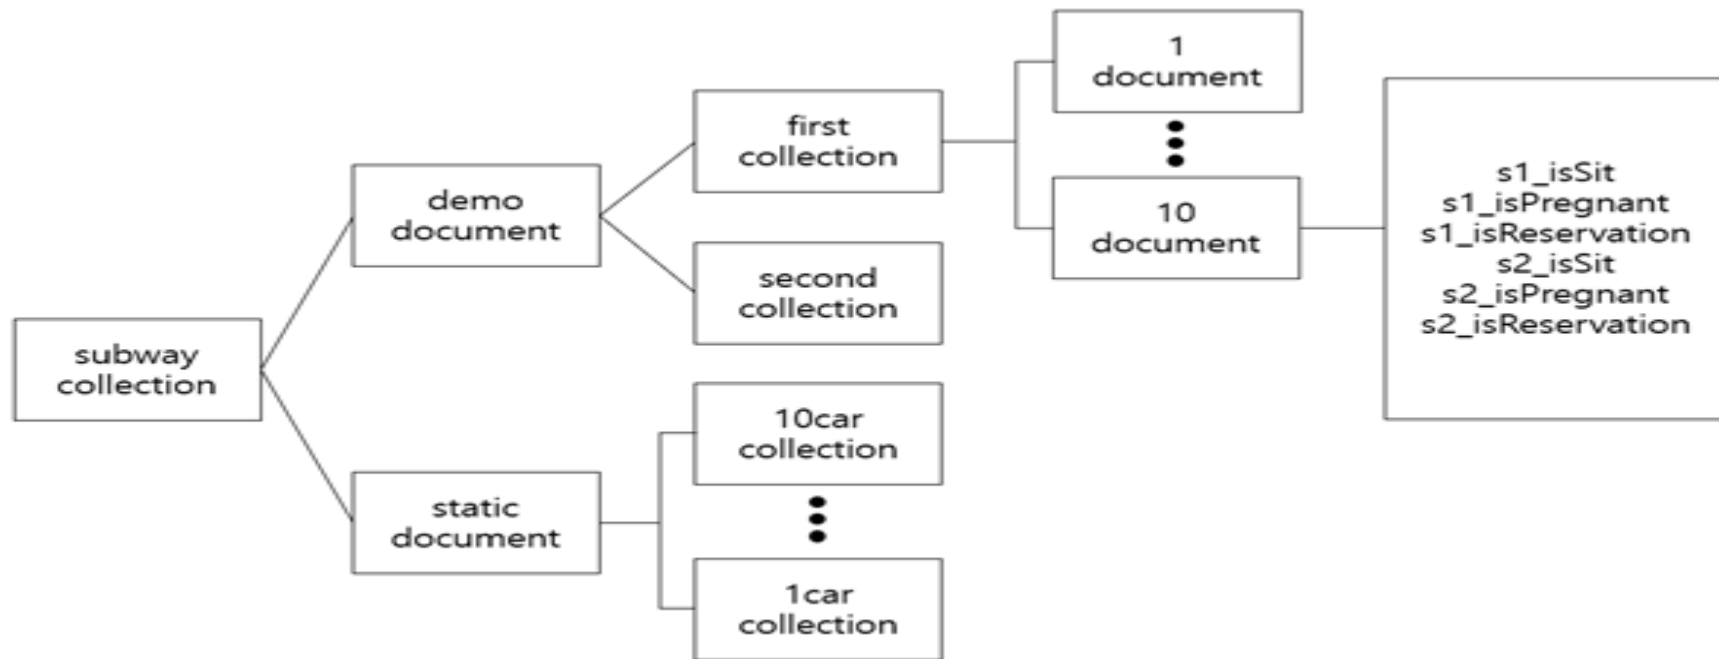 subway
collection
demo
document
static
document
first
collection
second
collection
10car
collection
1car
collection
1
document
10
document
s1_isSit
s1_isPregnant
s1_isReservation
s2_isSit
s2_isPregnant
s2_isReservation